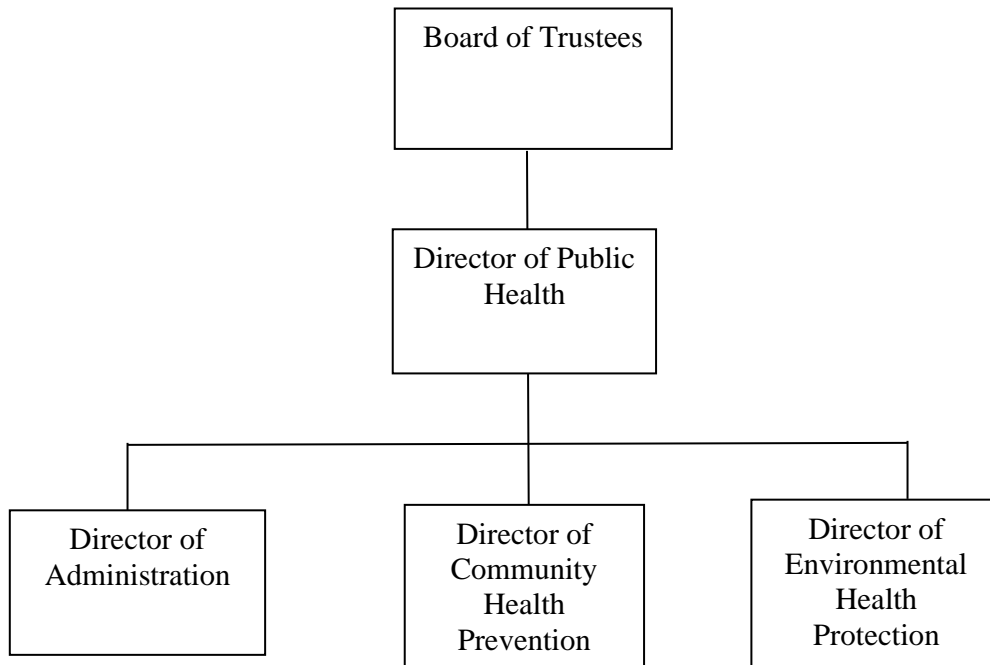 Board of Trustees
Director of Public
Health
Director of
Administration
Director of
Community
Health
Prevention
Director of
Environmental
Health
Protection